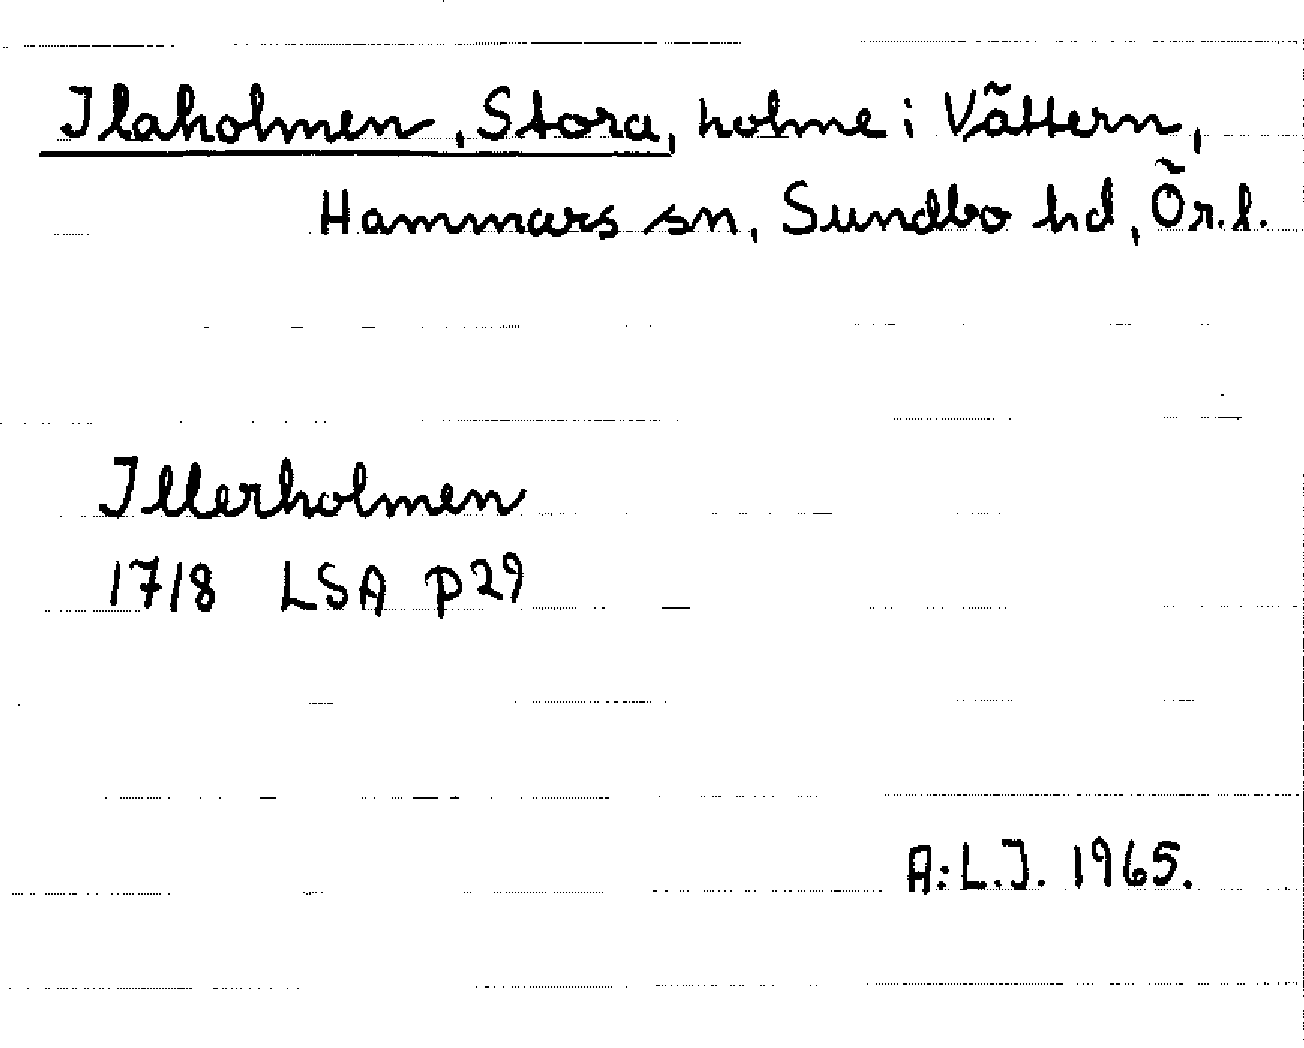 Ilaholmen, Stora, holme i Vättern,
Hammars sn, Sundbo hd, Ör.l.
Illerholmen
1718 LSA P29
A:L.J. 1965.